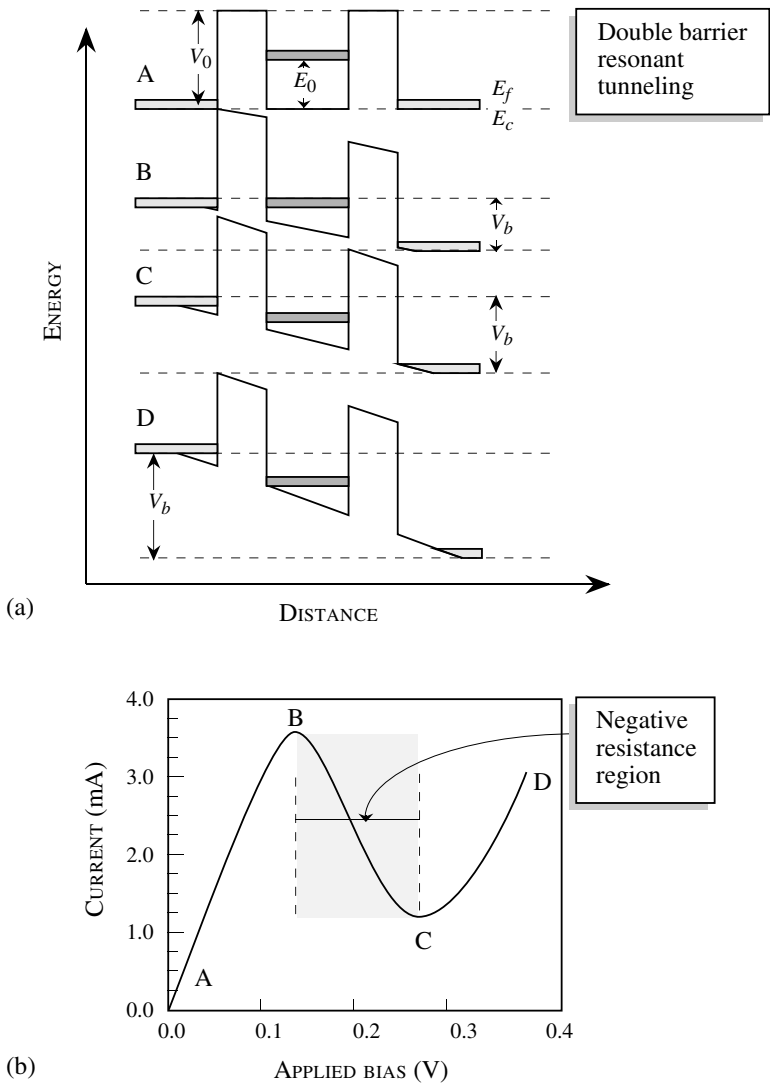 Double barrier
resonant
tunneling
V0
A
E0
Ef
Ec
B
Vb
C
Vb
D
Vb
ENERGY
DISTANCE
(a)
4.0
3.0
2.0
1.0
0.0
CURRENT (mA)
B
Negative
resistance
region
D
C
A
0.0 0.1 0.2 0.3 0.4
APPLIED BIAS (V)
(b)